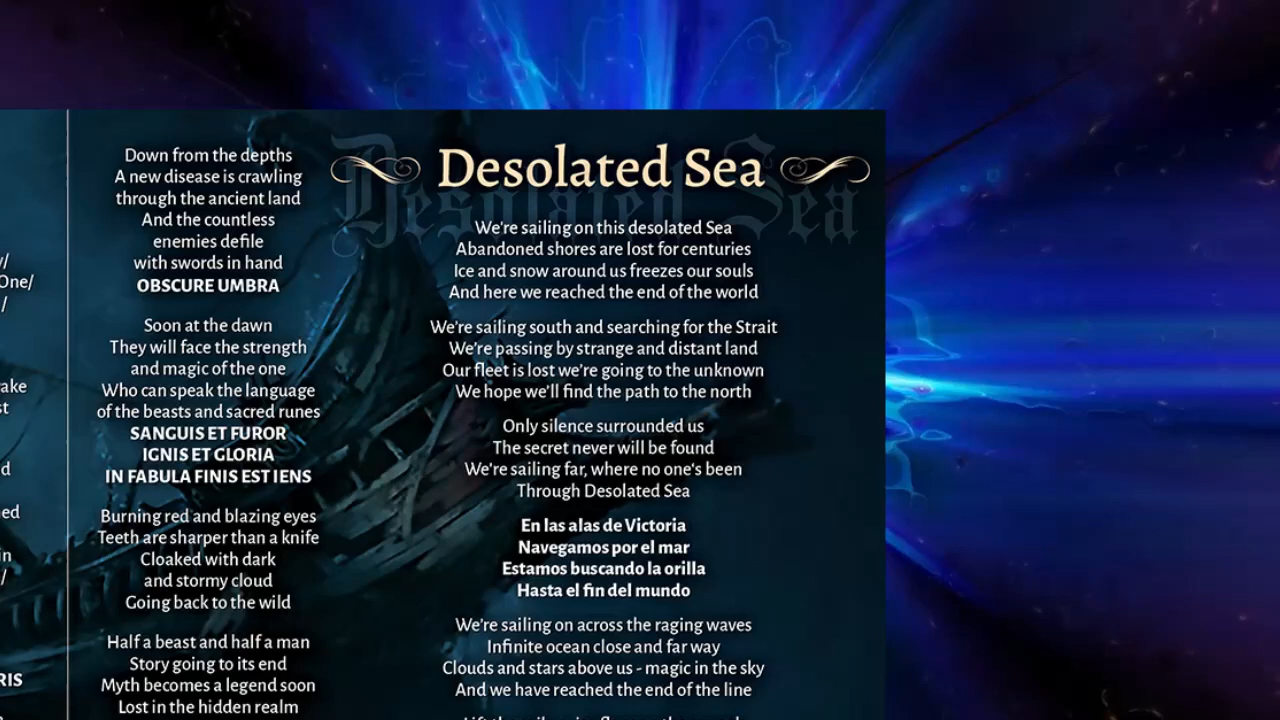 y/
One/
/
ake
st
d
ed
in
/
RIS
Down from the depths
A new disease is crawling
through the ancient land
And the countless
enemies defile
with swords in hand
OBSCURE UMBRA
Soon at the dawn
They will face the strength
and magic of the one
Who can speak the language
of the beasts and sacred runes
SANGUIS ET FUROR
IGNIS ET GLORIA
IN FABULA FINIS EST IENS
Burning red and blazing eyes
Teeth are sharper than a knife
Cloaked with dark
and stormy cloud
Going back to the wild
Half a beast and half a man
Story going to its end
Myth becomes a legend soon
Lost in the hidden realm
Desolated Sea
Desolated Sea
We're sailing on this desolated Sea
Abandoned shores are lost for centuries
Ice and snow around us freezes our souls
And here we reached the end of the world
We're sailing south and searching for the Strait
We're passing by strange and distant land
Our fleet is lost we're going to the unknown
We hope we'll find the path to the north
Only silence surrounded us
The secret never will be found
We're sailing far, where no one's been
Through Desolated Sea
En las alas de Victoria
Navegamos por el mar
Estamos buscando la orilla
Hasta el fin del mundo
We're sailing on across the raging waves
Infinite ocean close and far way
Clouds and stars above us - magic in the sky
And we have reached the end of the line